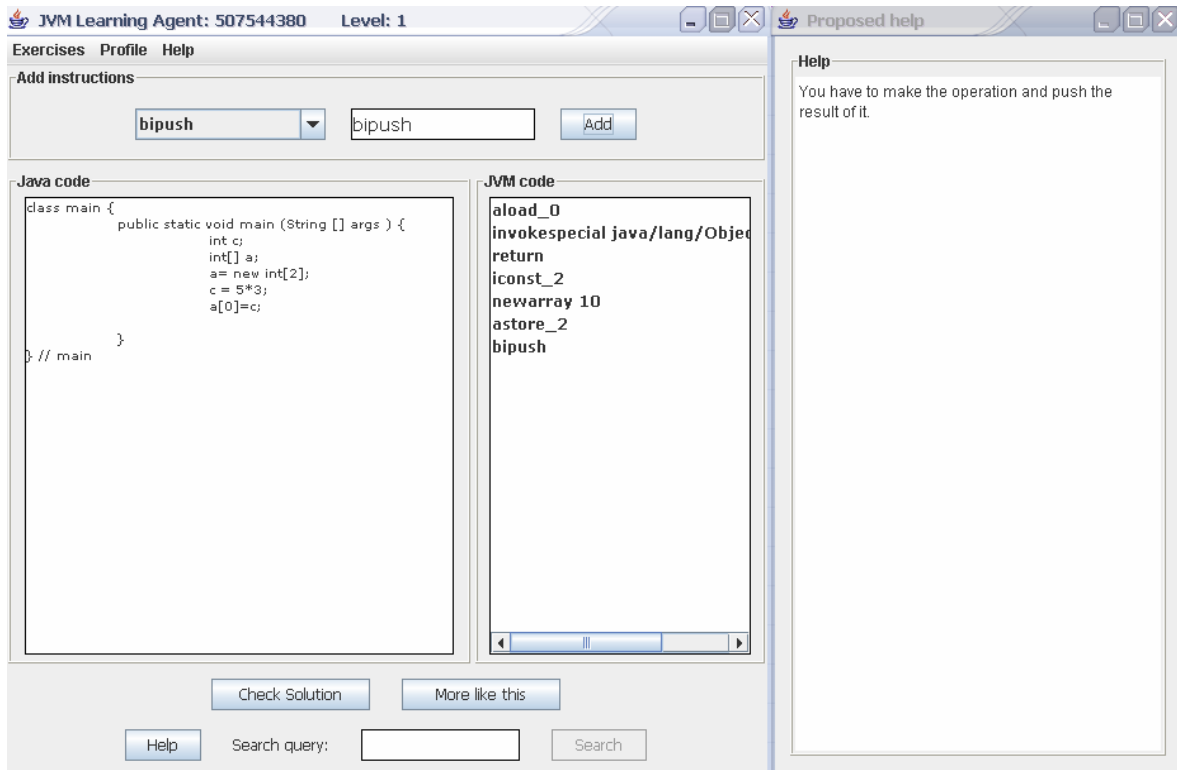 JVM Learning Agent: 507544380 Level: 1
Exercises Profile Help
Add instructions
bipush bipush Add
Java code
class main {
public static void main (String [] args ) {
int c;
int[] a;
a= new int[2];
c = 5*3;
a[0]=c;
}
} // main
JVM code
aload_0
invokespecial java/lang/Objec
return
iconst_2
newarray 10
astore_2
bipush
Check Solution More like this
Help Search query: Search
Proposed help
Help
You have to make the operation and push the
result of it.